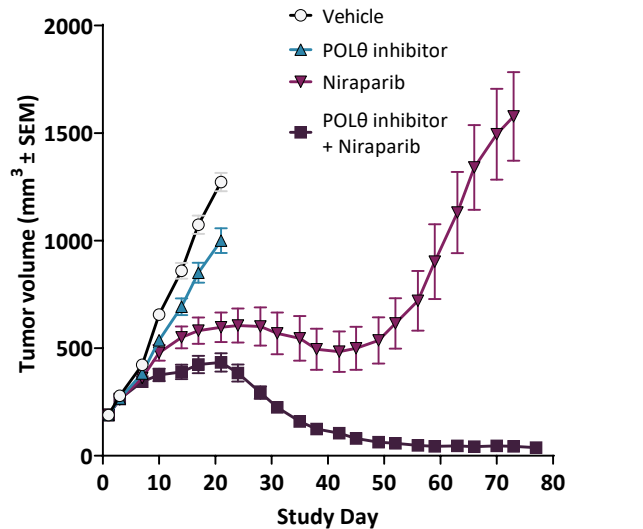 2000
1500
1000
500
0
0 10 20 30 40 50 60 70 80
Tumor volume (mm³ ± SEM)
Study Day
Vehicle
POLθ inhibitor
Niraparib
POLθ inhibitor
+ Niraparib